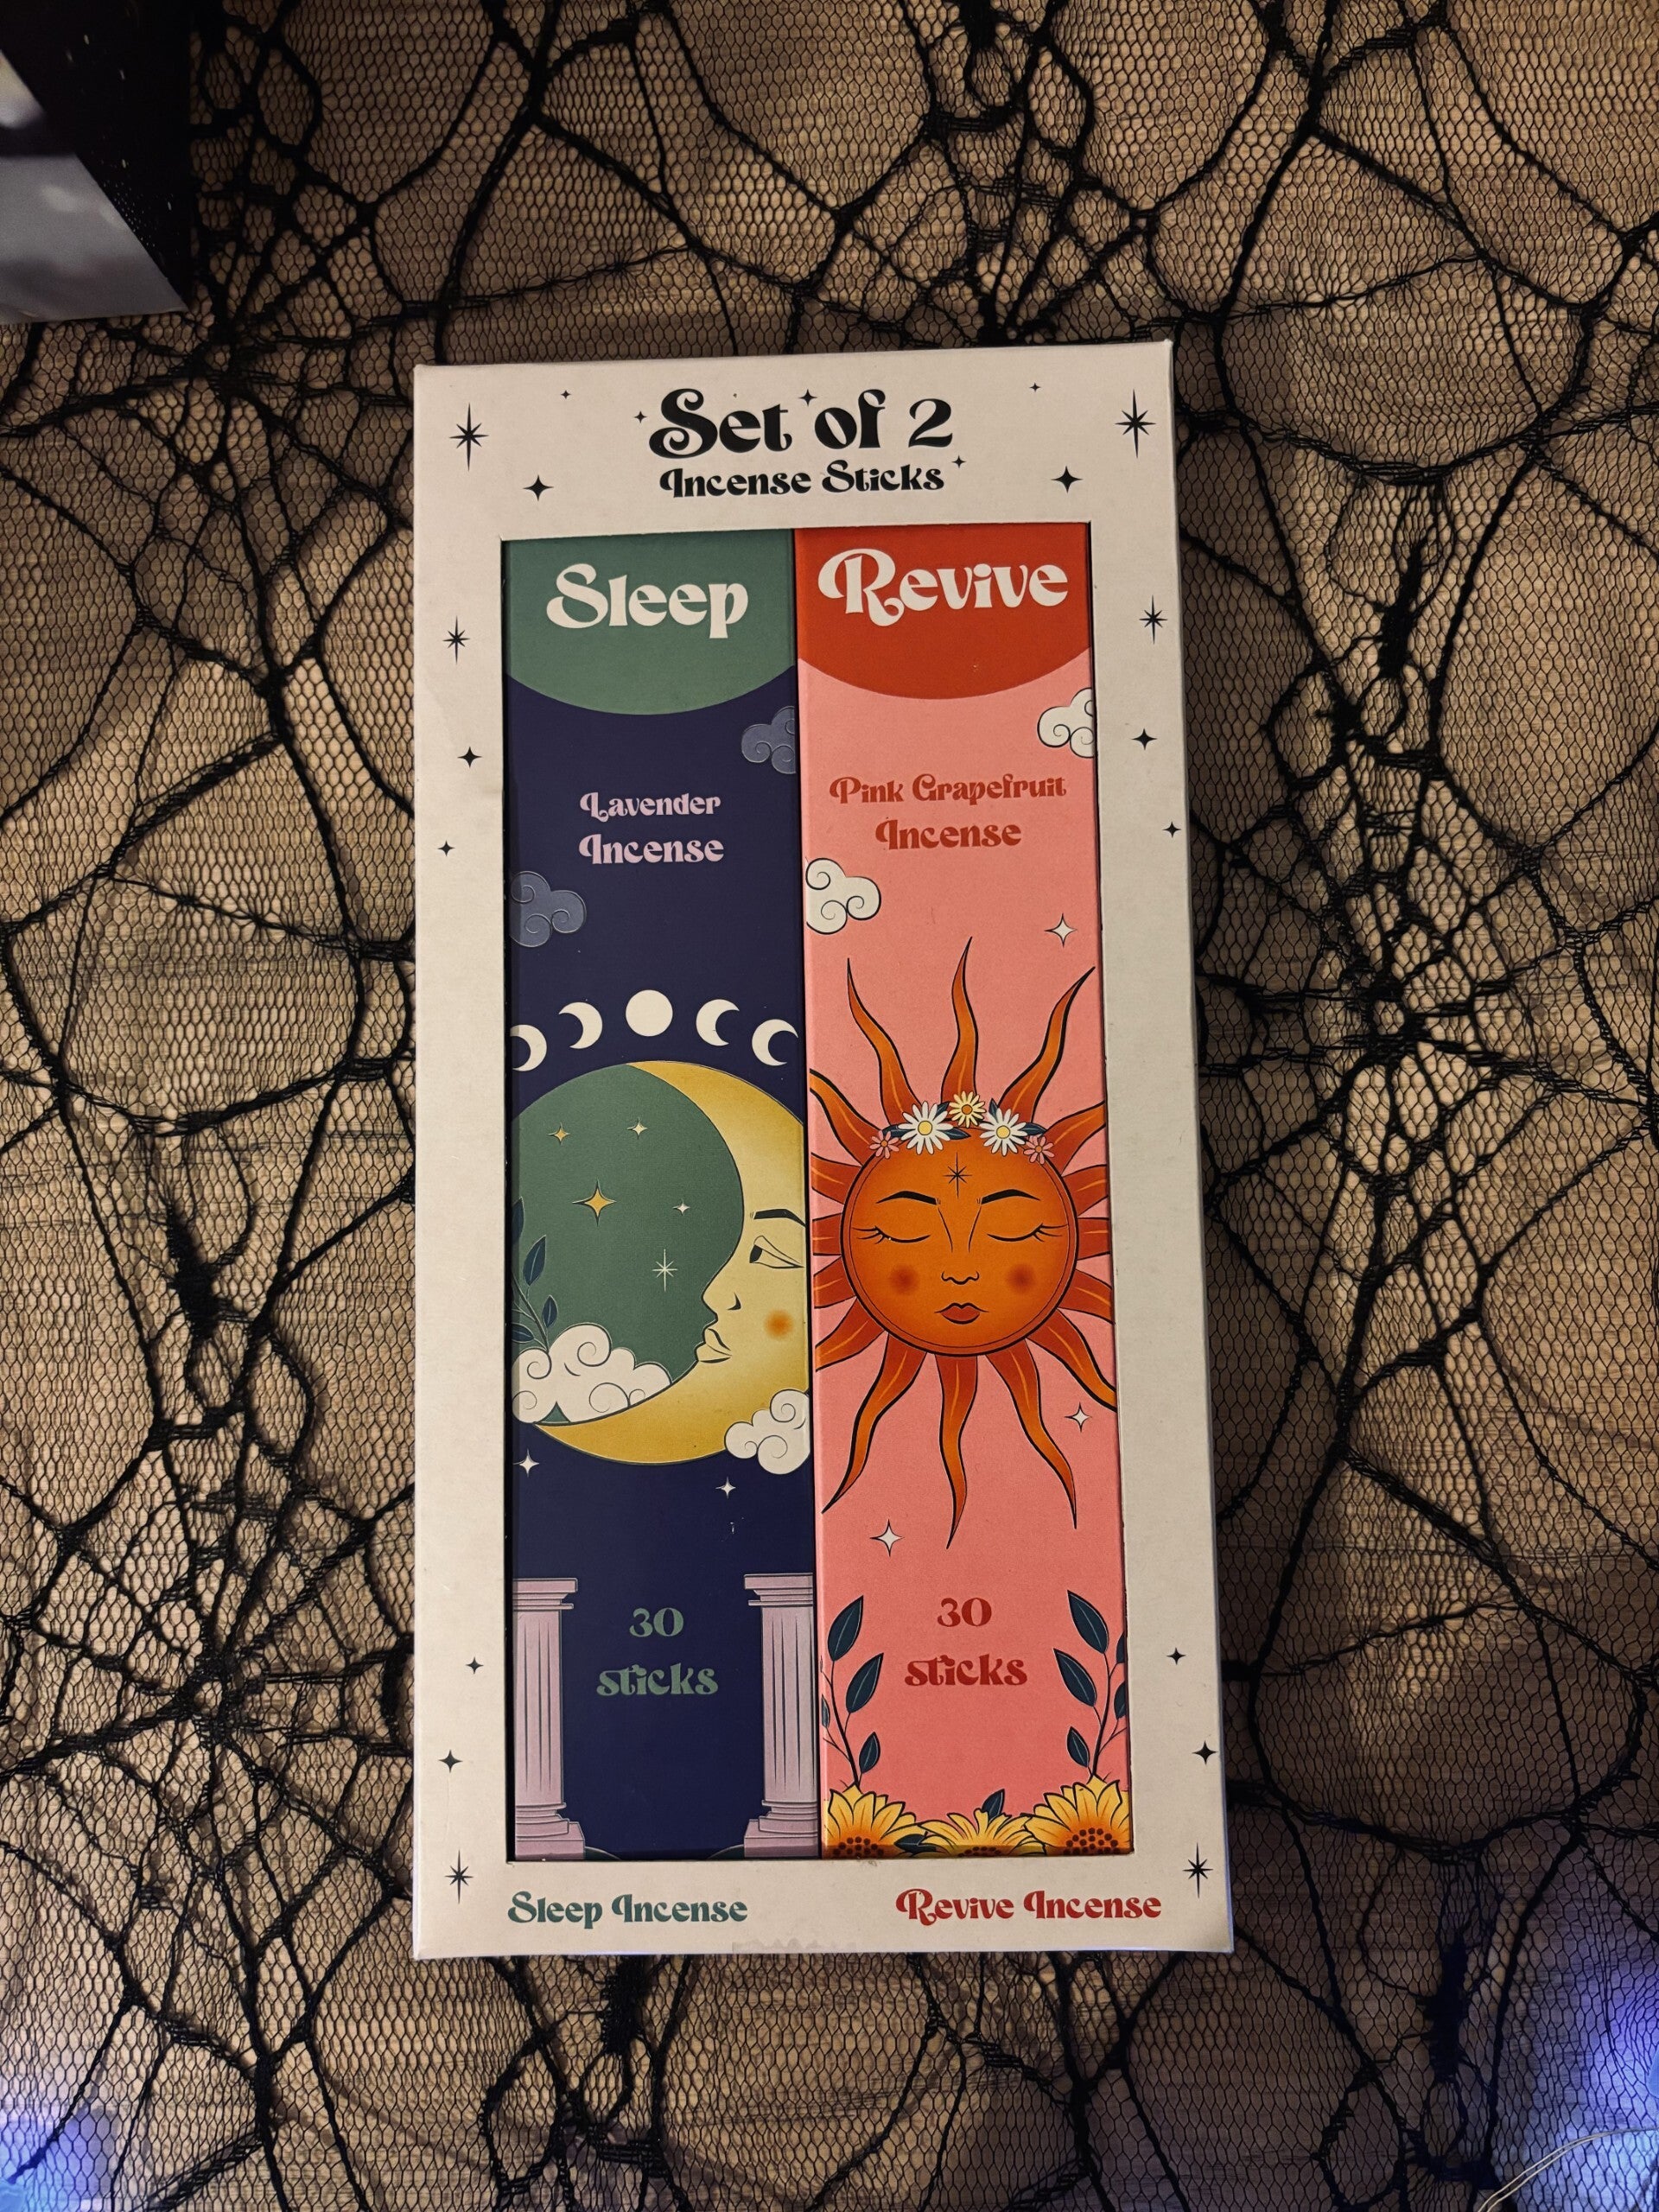 Set of 2
Incense Sticks
Sleep
Lavender
Incense
30
sticks
Revive
Pink Grapefruit
Incense
30
sticks
Sleep Incense
Revive Incense